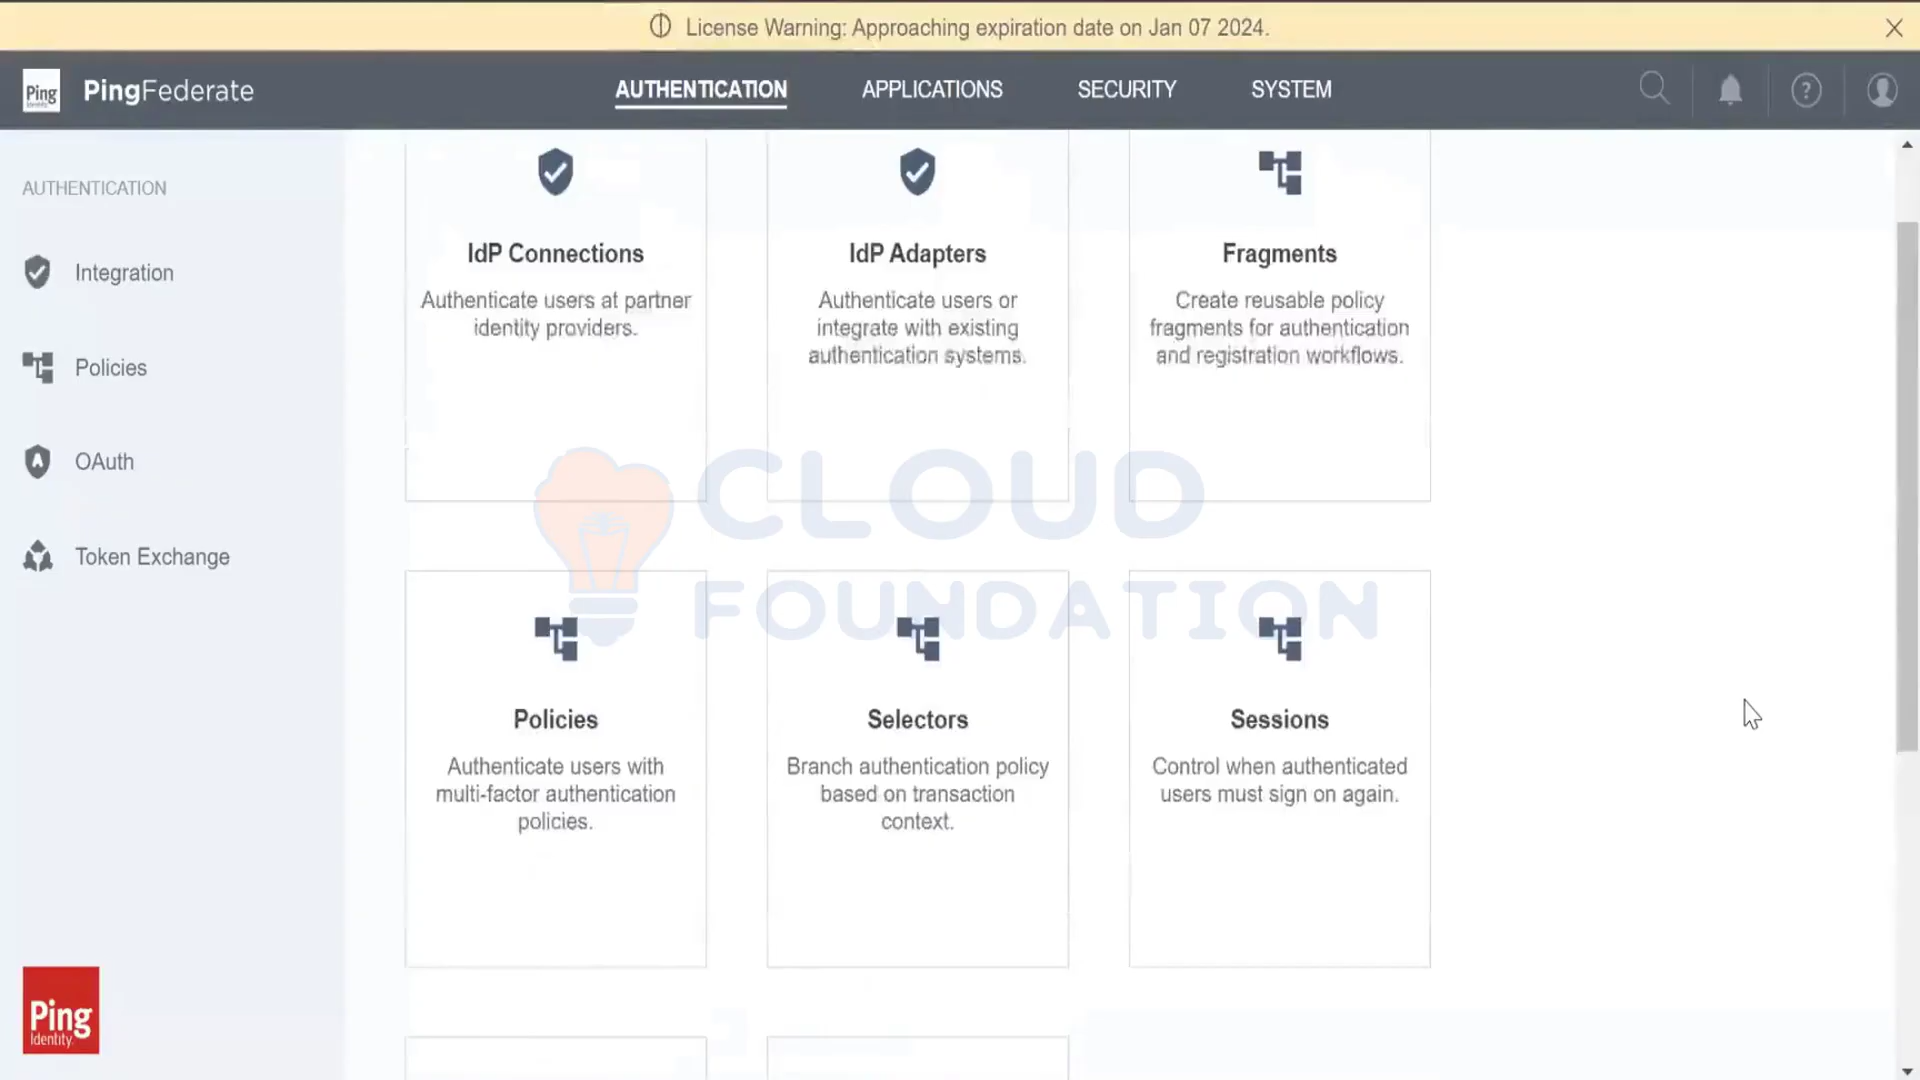 License Warning: Approaching expiration date on Jan 07 2024.
Ping
Identity
PingFederate
AUTHENTICATION
APPLICATIONS
SECURITY
SYSTEM
?
AUTHENTICATION
Integration
Policies
OAuth
Token Exchange
IdP Connections
Authenticate users at partner
identity providers.
IdP Adapters
Authenticate users or
integrate with existing
authentication systems.
Fragments
Create reusable policy
fragments for authentication
and registration workflows.
CLOUD
FOUNDATION
Policies
Authenticate users with
multi-factor authentication
policies.
Selectors
Branch authentication policy
based on transaction
context.
Sessions
Control when authenticated
users must sign on again.
Ping
Identity.